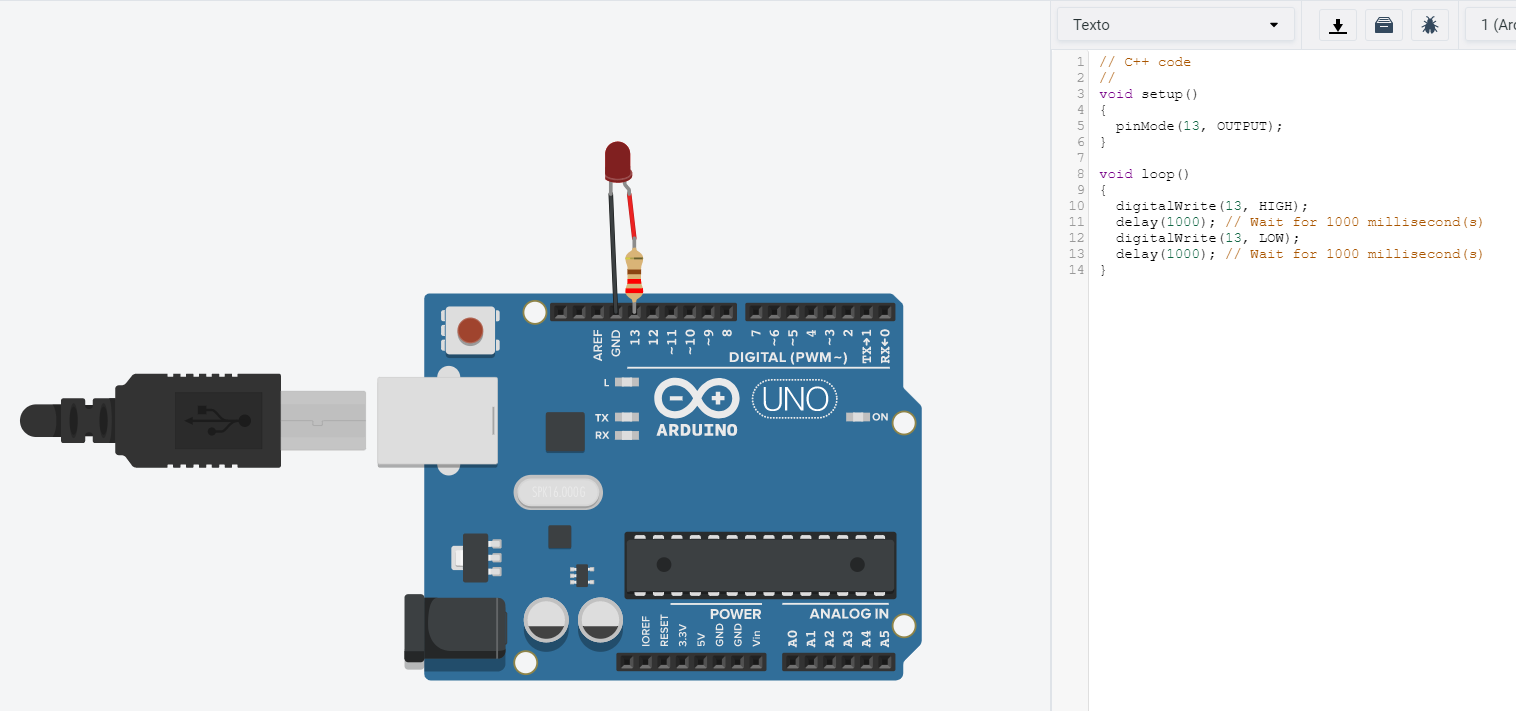 Texto
1 (Ar
1 // C++ code
2 //
3 void setup()
4 {
5   pinMode(13, OUTPUT);
6 }
7
8 void loop()
9 {
10   digitalWrite(13, HIGH);
11   delay(1000); // Wait for 1000 millisecond(s)
12   digitalWrite(13, LOW);
13   delay(1000); // Wait for 1000 millisecond(s)
14 }
AREF GND 13 12 ~11 ~10 ~9 8 7 ~6 ~5 4 ~3 2 TX→1 RX←0
DIGITAL (PWM~)
L
TX
RX
UNO
ARDUINO
ON
SPK16.000G
POWER
ANALOG IN
IOREF RESET 3.3V 5V GND GND Vin A0 A1 A2 A3 A4 A5